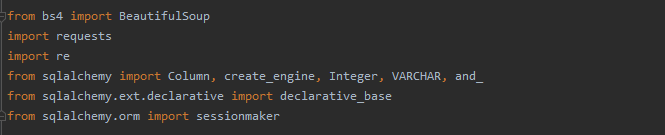 from bs4 import BeautifulSoup
import requests
import re
from sqlalchemy import Column, create_engine, Integer, VARCHAR, and_
from sqlalchemy.ext.declarative import declarative_base
from sqlalchemy.orm import sessionmaker